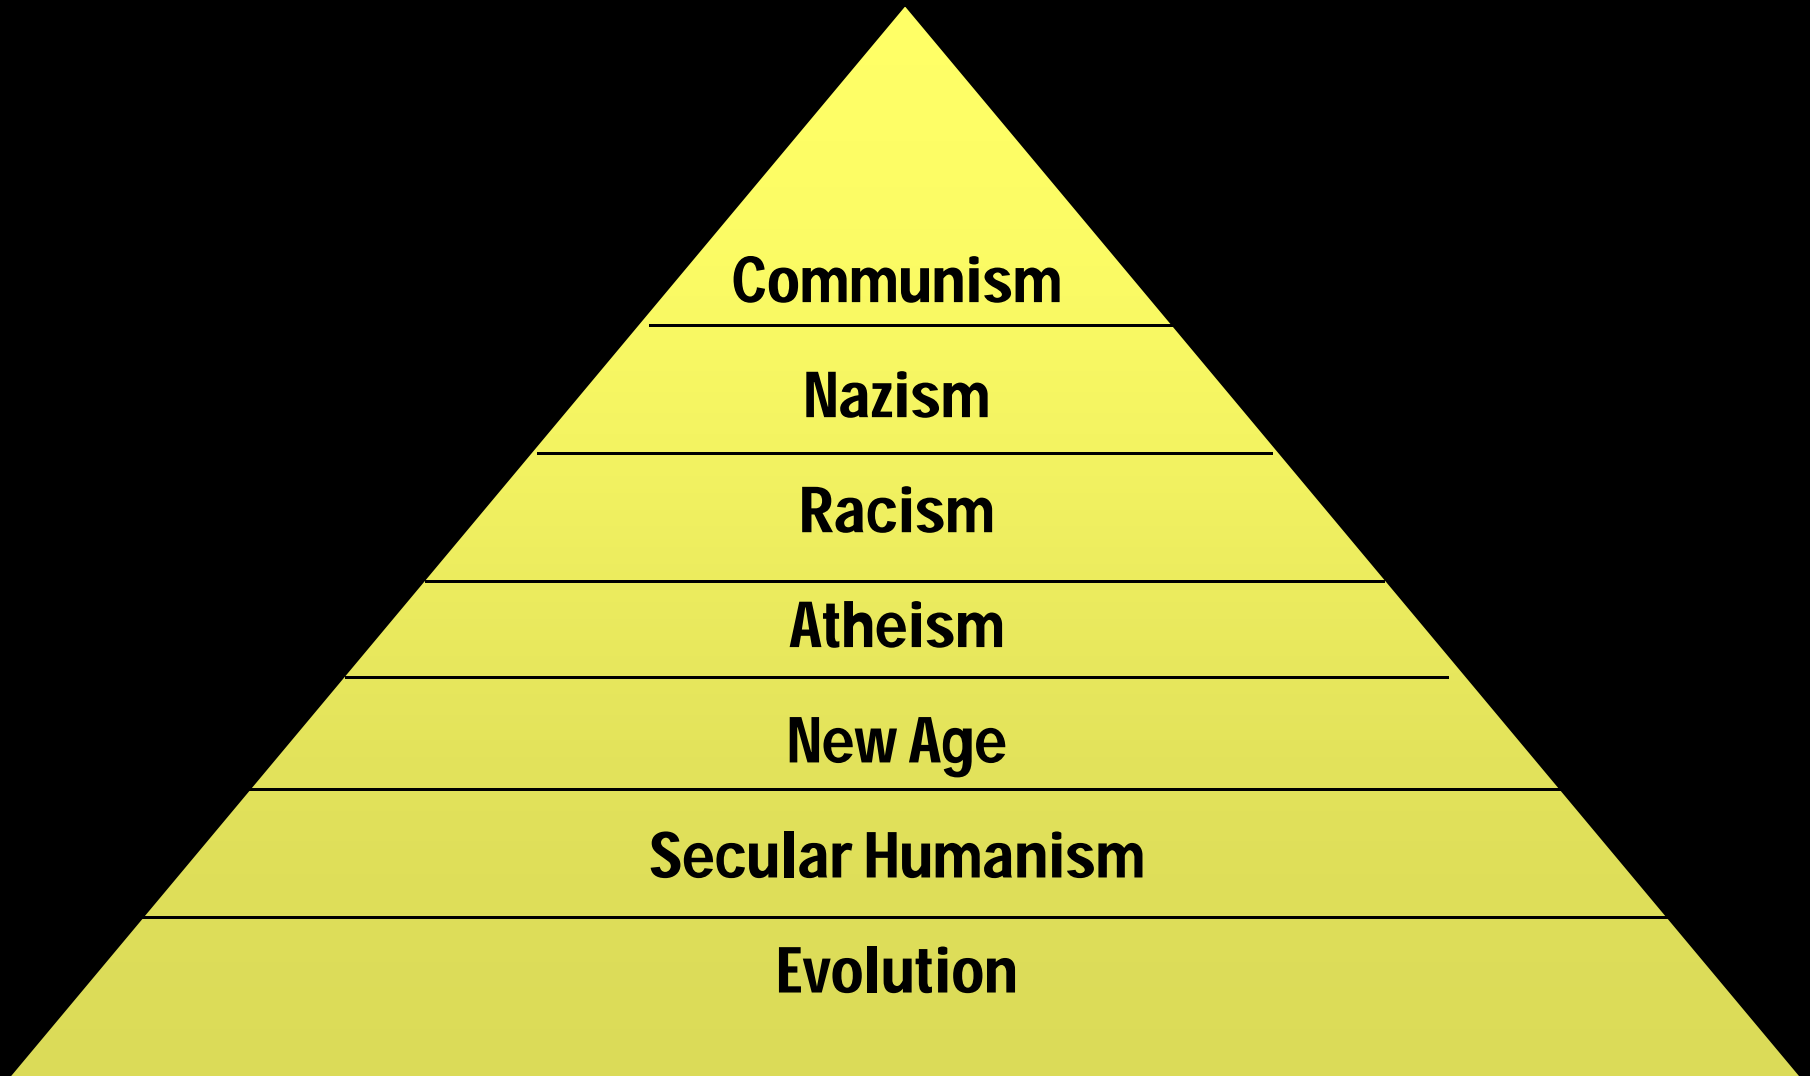 Communism
Nazism
Racism
Atheism
New Age
Secular Humanism
Evolution